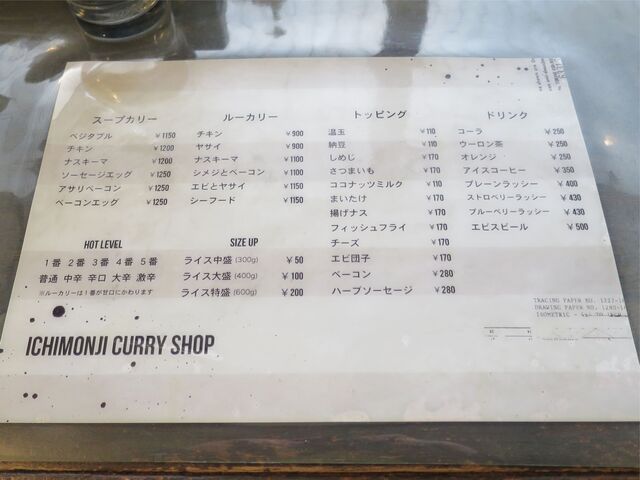 スープカリー
ベジタブル ¥1150
チキン ¥1200
ナスキーマ ¥1200
ソーセージエッグ ¥1250
アサリベーコン ¥1250
ベーコンエッグ ¥1250
ルーカリー
チキン ¥900
ヤサイ ¥900
ナスキーマ ¥1100
シメジとベーコン ¥1100
エビとヤサイ ¥1150
シーフード ¥1150
トッピング
温玉 ¥110
納豆 ¥110
しめじ ¥170
さつまいも ¥170
ココナッツミルク ¥110
まいたけ ¥170
揚げナス ¥170
フィッシュフライ ¥170
チーズ ¥170
エビ団子 ¥170
ベーコン ¥280
ハーブソーセージ ¥280
ドリンク
コーラ ¥250
ウーロン茶 ¥250
オレンジ ¥250
アイスコーヒー ¥350
プレーンラッシー ¥400
ストロベリーラッシー ¥430
ブルーベリーラッシー ¥430
エビスビール ¥500
HOT LEVEL
1番 2番 3番 4番 5番
普通 中辛 辛口 大辛 激辛
※ルーカリーは1番が甘口にかわります
SIZE UP
ライス中盛 (300g) ¥50
ライス大盛 (400g) ¥100
ライス特盛 (600g) ¥200
ICHIMONJI CURRY SHOP
TRACING PAPER NO.
DRAWING PAPER NO.
ISOMETRIC